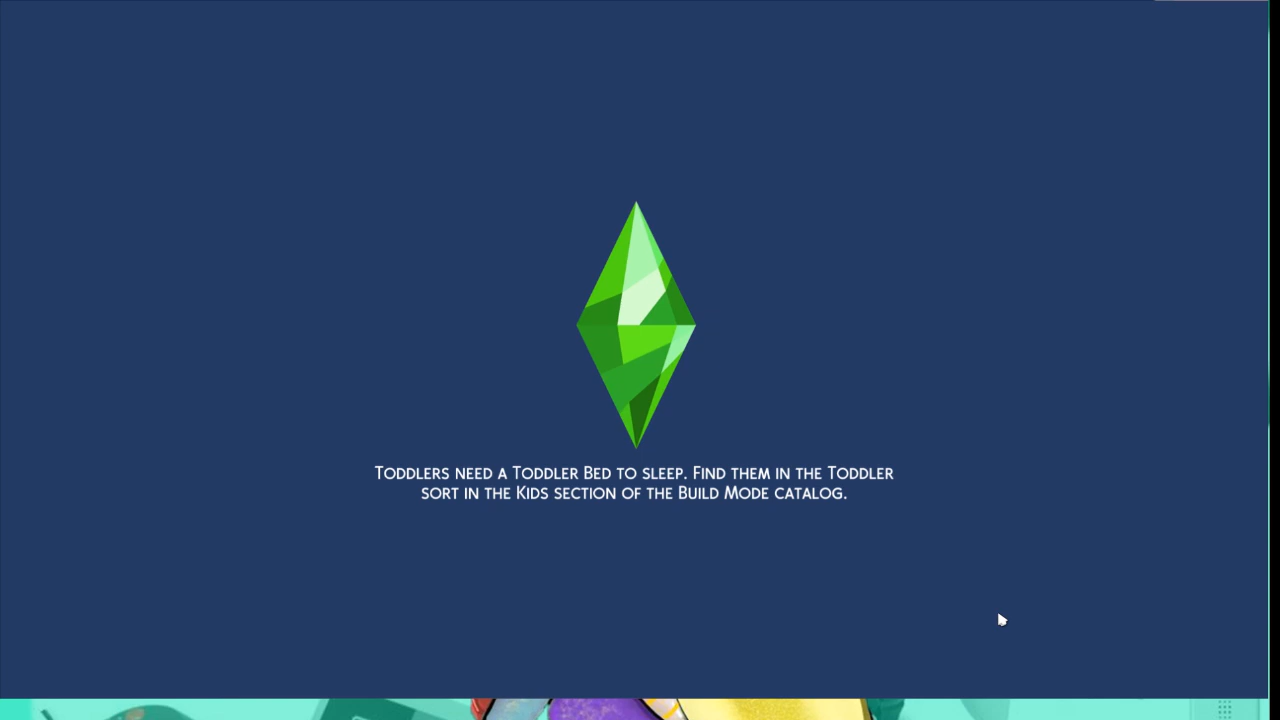 Toddlers need a Toddler Bed to sleep. Find them in the Toddler
sort in the Kids section of the Build Mode catalog.